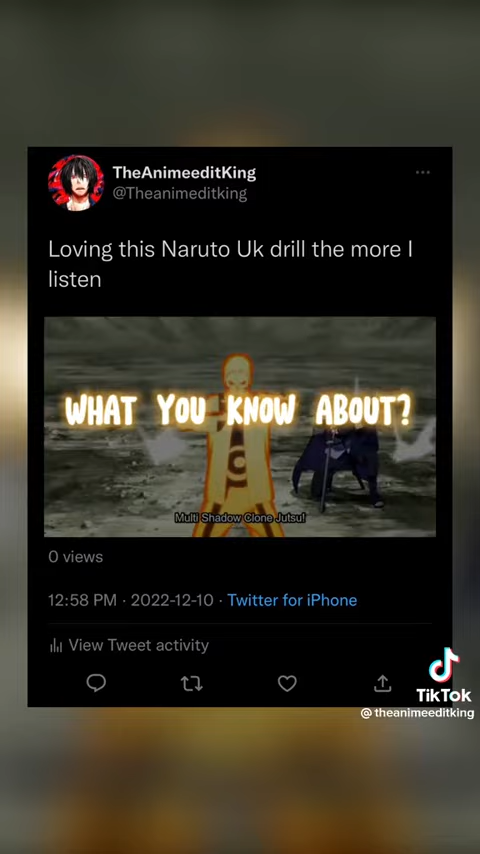 TheAnimeeditKing
@Theanimeditking
Loving this Naruto Uk drill the more I
listen
WHAT YOU KNOW ABOUT?
Multi Shadow Clone Jutsu!
0 views
12:58 PM · 2022-12-10 · Twitter for iPhone
View Tweet activity
TikTok
@theanimeeditking